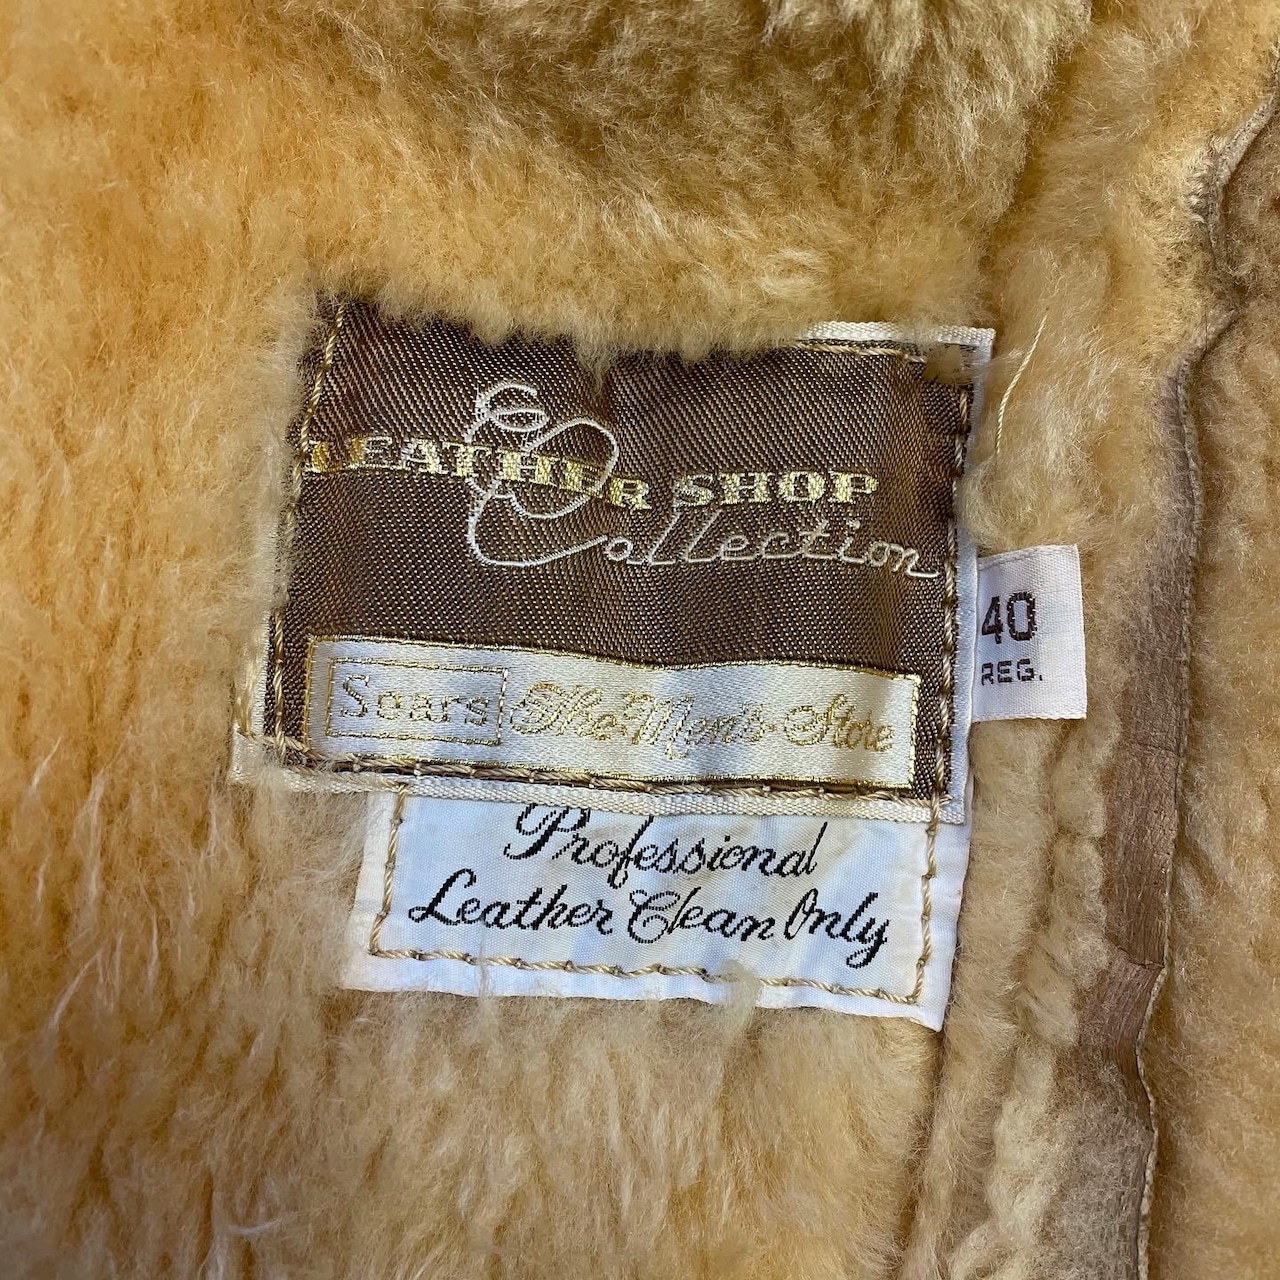 LEATHER SHOP
Collection
Sears The Men's Store
40
REG.
Professional
Leather Clean Only